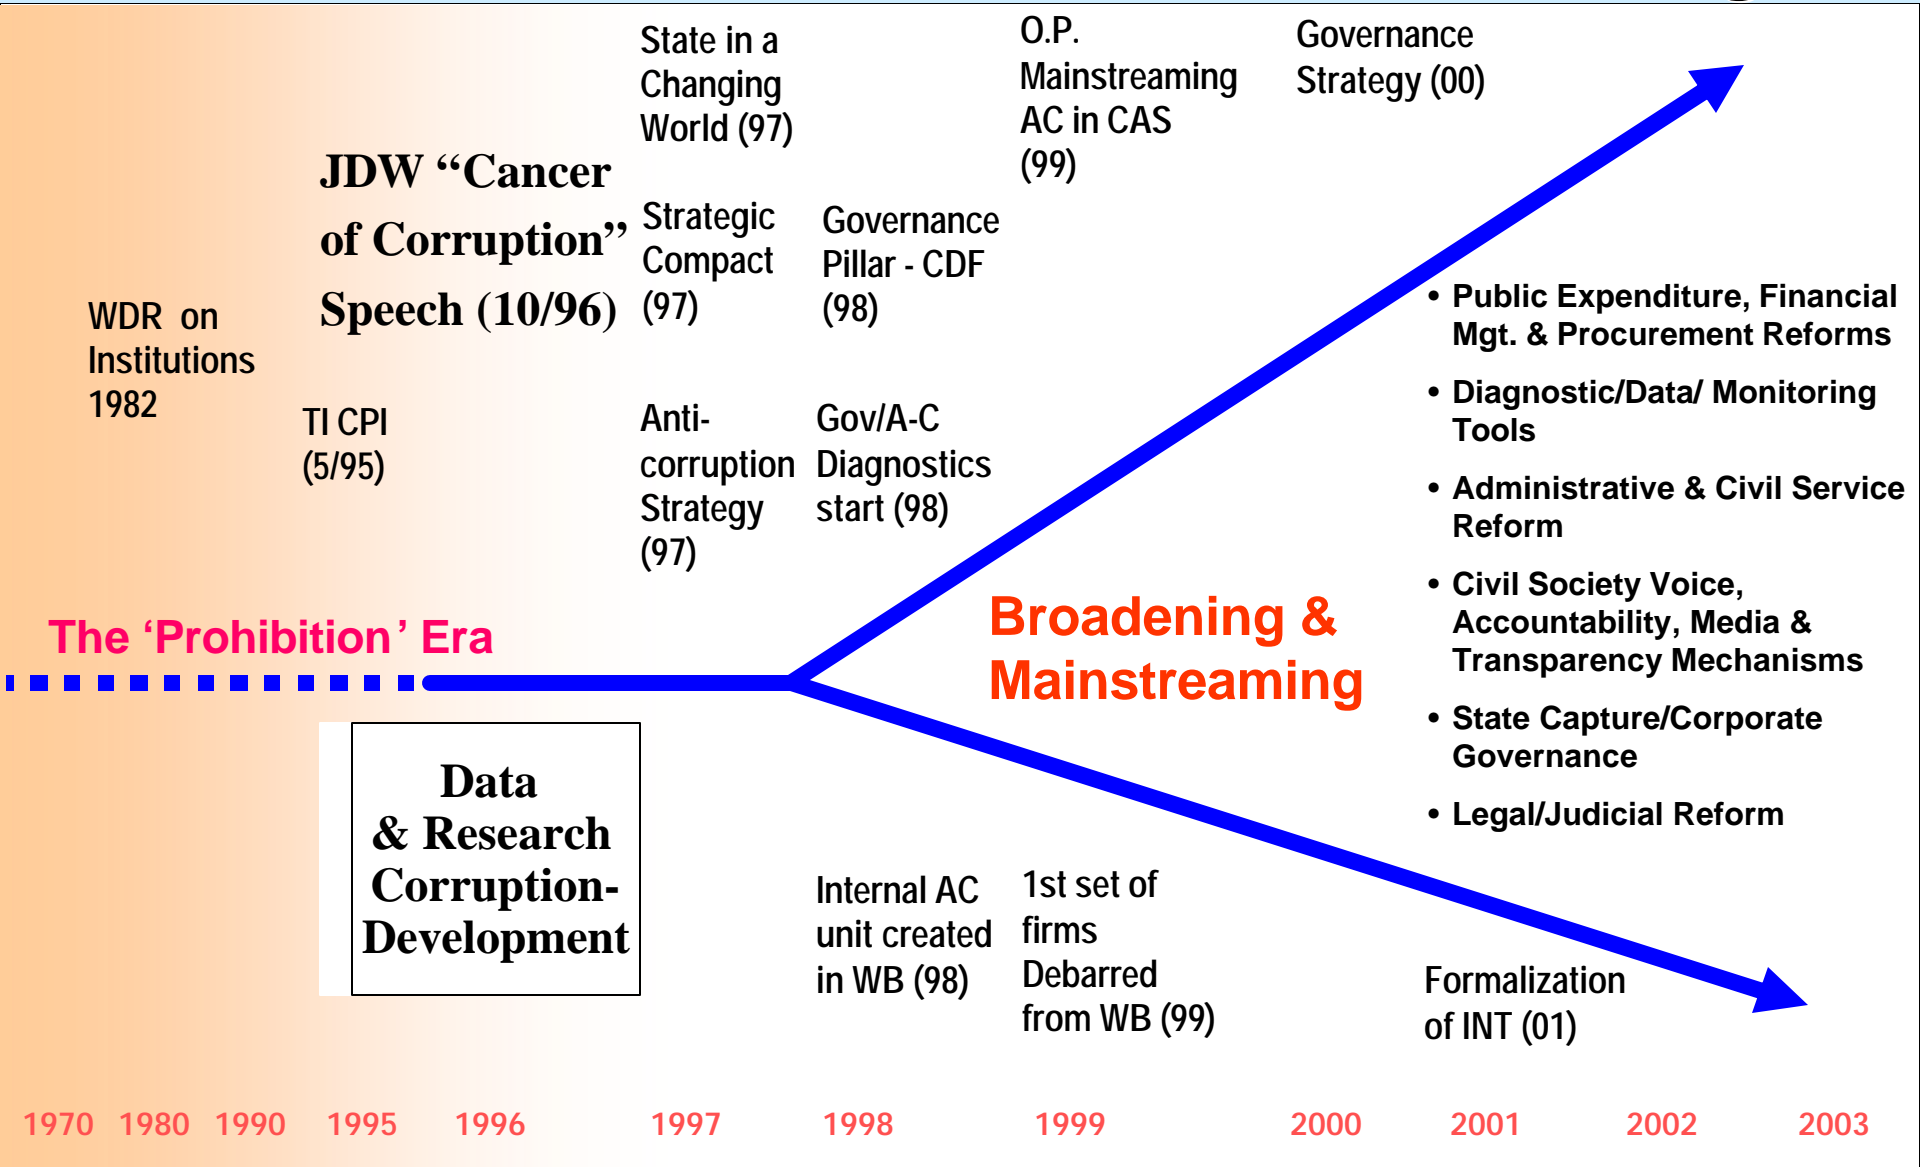 State in a
Changing
World (97)
O.P.
Mainstreaming
AC in CAS
(99)
Governance
Strategy (00)
JDW “Cancer
of Corruption”
Speech (10/96)
Strategic
Compact
(97)
Governance
Pillar - CDF
(98)
WDR on
Institutions
1982
TI CPI
(5/95)
Anti-
corruption
Strategy
(97)
Gov/A-C
Diagnostics
start (98)
• Public Expenditure, Financial
Mgt. & Procurement Reforms
• Diagnostic/Data/ Monitoring
Tools
• Administrative & Civil Service
Reform
• Civil Society Voice,
Accountability, Media &
Transparency Mechanisms
• State Capture/Corporate
Governance
• Legal/Judicial Reform
The ‘Prohibition’ Era
Broadening &
Mainstreaming
Data
& Research
Corruption-
Development
Internal AC
unit created
in WB (98)
1st set of
firms
Debarred
from WB (99)
Formalization
of INT (01)
1970 1980 1990 1995 1996 1997 1998 1999 2000 2001 2002 2003